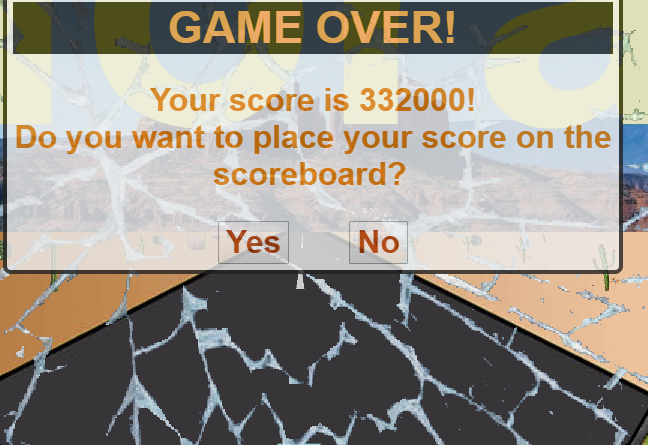 GAME OVER!
Your score is 332000!
Do you want to place your score on the
scoreboard?
Yes No